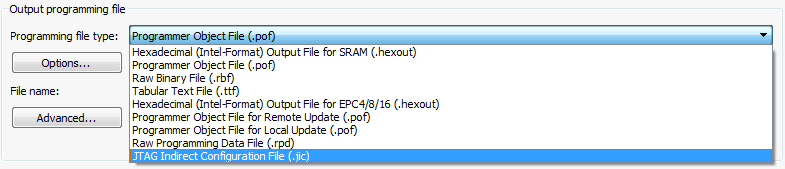 Output programming file
Programming file type: Programmer Object File (.pof)
Hexadecimal (Intel-Format) Output File for SRAM (.hexout)
Options... Programmer Object File (.pof)
Raw Binary File (.rbf)
File name: Tabular Text File (.ttf)
Hexadecimal (Intel-Format) Output File for EPC4/8/16 (.hexout)
Advanced... Programmer Object File for Remote Update (.pof)
Programmer Object File for Local Update (.pof)
Raw Programming Data File (.rpd)
JTAG Indirect Configuration File (.jic)